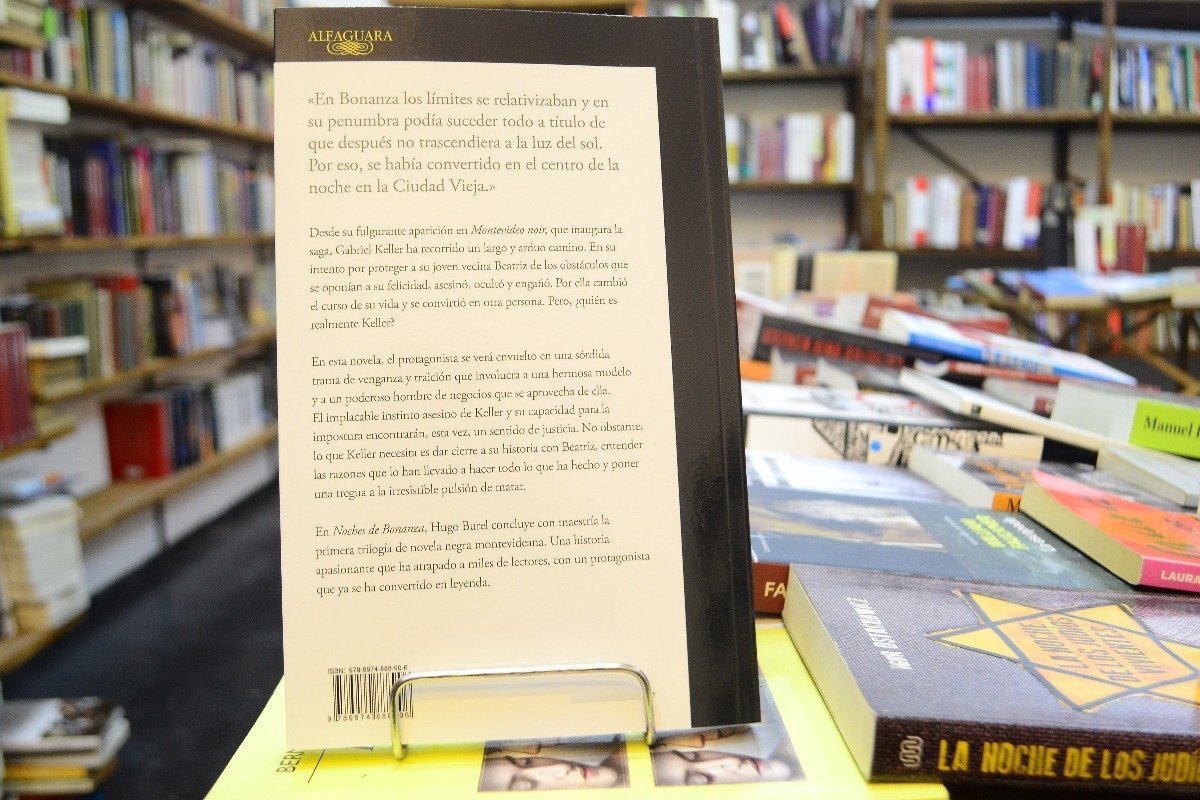 ALFAGUARA
«En Bonanza los límites se relativizaban y en
su penumbra podía suceder todo a título de
que después no trascendiera a la luz del sol.
Por eso, se había convertido en el centro de la
noche en la Ciudad Vieja.»
Desde su fulgurante aparición en Montevideo noir, que inaugura la
saga, Gabriel Keller ha recorrido un largo y arduo camino. En su
intento por proteger a su joven vecina Beatriz de los obstáculos que
se oponían a su felicidad, asesinó, ocultó y engañó. Por ella cambió
el curso de su vida y se convirtió en otra persona. Pero, ¿quién es
realmente Keller?
En esta novela, el protagonista se verá envuelto en una sórdida
trama de venganza y traición que involucra a una hermosa modelo
y a un poderoso hombre de negocios que se aprovecha de ella.
El implacable instinto asesino de Keller y su capacidad para la
impostura encontrarán, esta vez, un sentido de justicia. No obstante,
lo que Keller necesita es dar cierre a su historia con Beatriz, entender
las razones que lo han llevado a hacer todo lo que ha hecho y poner
una tregua a la irresistible pulsión de matar.
En Noches de Bonanza, Hugo Burel concluye con maestría la
primera trilogía de novela negra montevideana. Una historia
apasionante que ha atrapado a miles de lectores, con un protagonista
que ya se ha convertido en leyenda.
ISBN: 978-9974-888-90-6
Manuel
LAURA
FA
BER
LA NOCHE DE LOS